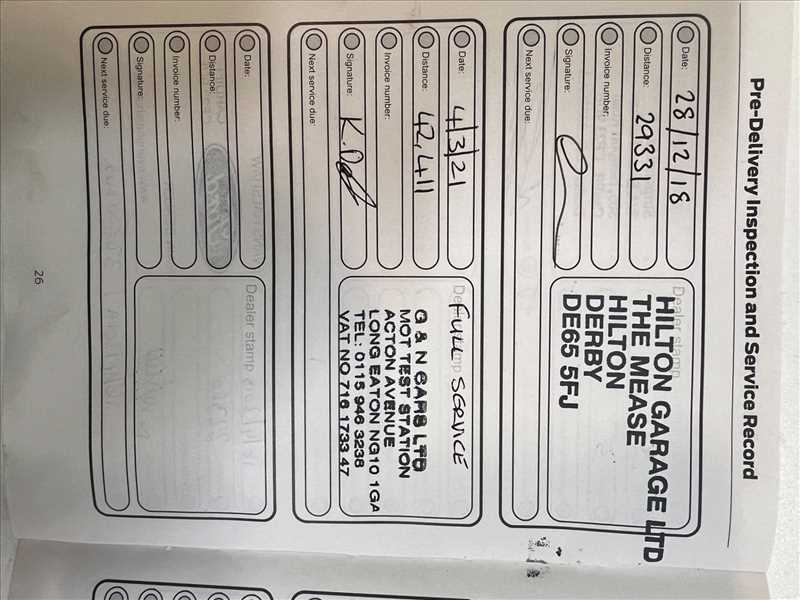 Pre-Delivery Inspection and Service Record
Date: 28/12/18
Distance: 29331
Invoice number:
Signature:
Next service due:
Dealer stamp
HILTON GARAGE LTD
THE MEASE
HILTON
DERBY
DE65 5FJ
Date: 4/3/21
Distance: 42,411
Invoice number:
Signature:
Next service due:
Dealer stamp
FULL SERVICE
G & N CARS LTD
MOT TEST STATION
ACTON AVENUE
LONG EATON NG10 1GA
TEL: 0115 946 3238
VAT NO 716 1733 47
Date:
Distance:
Invoice number:
Signature:
Next service due:
Dealer stamp
26